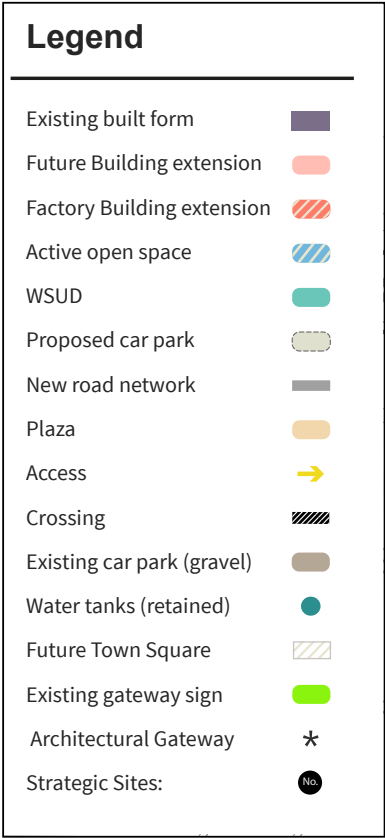 Legend
Existing built form
Future Building extension
Factory Building extension
Active open space
WSUD
Proposed car park
New road network
Plaza
Access
Crossing
Existing car park (gravel)
Water tanks (retained)
Future Town Square
Existing gateway sign
Architectural Gateway *
Strategic Sites: No.